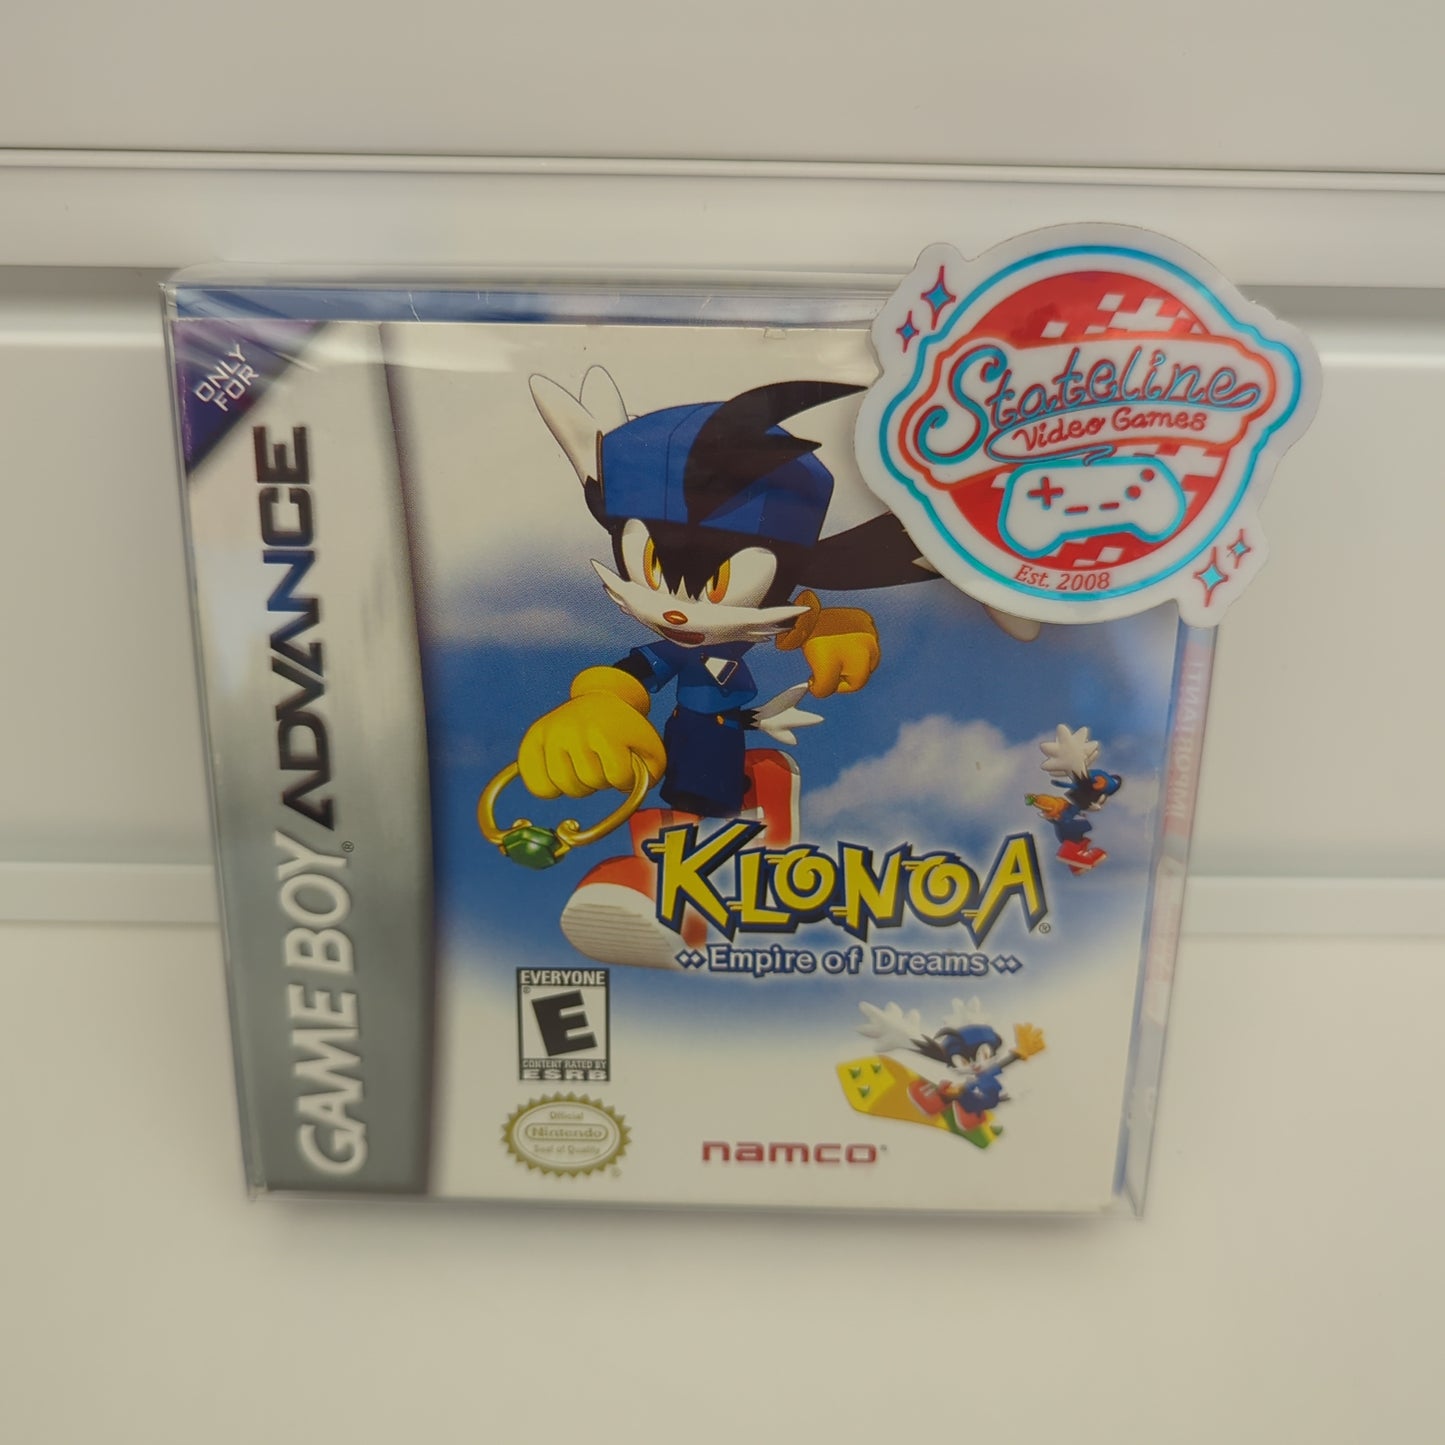 ONLY
FOR
GAME BOY ADVANCE
®
Stateline
Video Games
Est. 2008
KLONOA®
Empire of Dreams
EVERYONE
E
CONTENT RATED BY
ESRB
Official
Nintendo
Seal of Quality
®
namco®